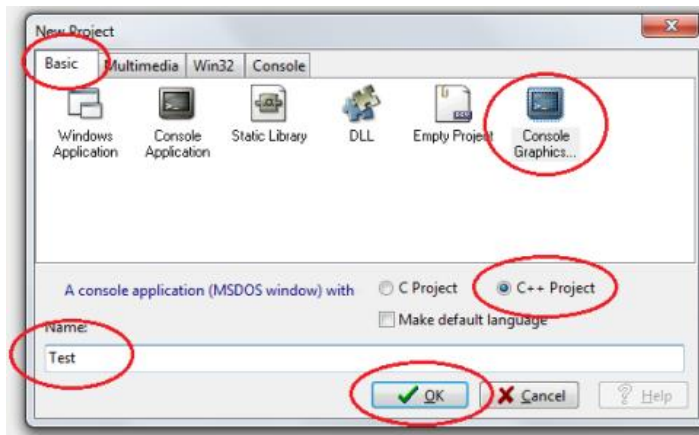 New Project
Basic Multimedia Win32 Console
Windows Application
Console Application
Static Library
DLL
Empty Project
Console Graphics...
A console application (MSDOS window) with
C Project
C++ Project
Make default language
Name:
Test
OK
Cancel
Help